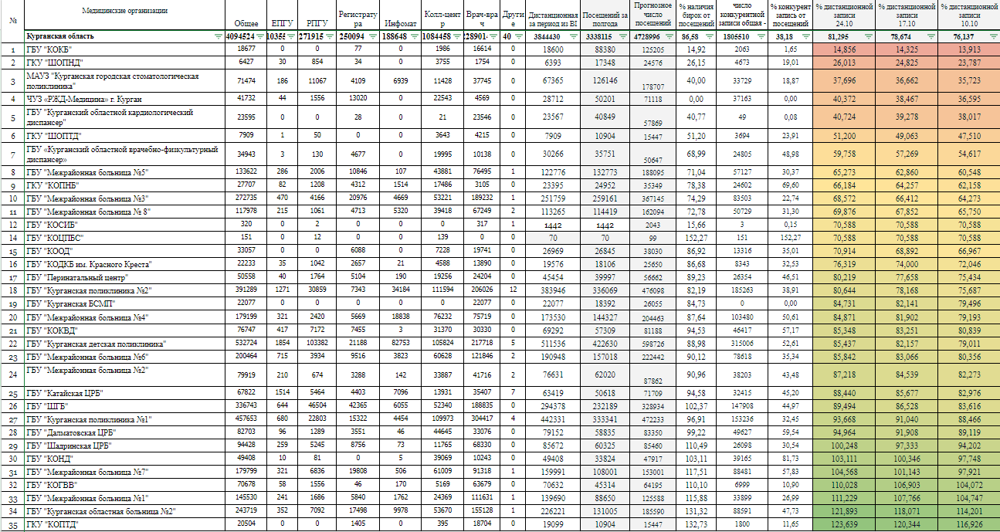 № Медицинские организации Общее ЕПГУ РПГУ Регистратура Инфомат Колл-центр Врач-врач Другие Дистанционная за период из BI Посещений за полгода Прогнозное число посещений % наличия бирок от посещений число конкурентной записи общая - % конкурент запись от посещений % дистанционной записи 24.10 % дистанционной записи 17.10 % дистанционной записи 10.10
Курганская область 4094524 10355 271915 250094 188648 1084458 228901 40 3844430 3338115 4728996 86,58 1805510 38,18 81,295 78,674 76,137
1 ГБУ "КОКБ" 18677 0 0 77 0 1986 16614 0 18600 88380 125205 14,92 2063 1,65 14,856 14,325 13,913
2 ГКУ "ШОПНД" 6427 30 854 34 0 3755 1754 0 6393 17348 24576 26,15 4673 19,01 26,013 24,825 23,787
3 МАУЗ "Курганская городская стоматологическая поликлиника" 71474 186 11067 4109 6939 11428 37745 0 67365 126146 178707 40,00 33729 18,87 37,696 36,662 35,723
4 ЧУЗ «РЖД-Медицина» г. Курган 41732 44 1556 13020 0 22543 4569 0 28712 50201 71118 0,00 37163 0,00 40,372 38,467 36,595
5 ГБУ "Курганский областной кардиологический диспансер" 23595 0 0 28 0 21 23546 0 23567 40849 57869 40,77 49 0,08 40,724 39,278 38,017
6 ГКУ "ШОПТД" 7909 1 50 0 0 3643 4215 0 7909 10904 15447 51,20 3694 23,91 51,200 49,063 47,510
7 ГБУ «Курганский областной врачебно-физкультурный диспансер» 34943 3 130 4677 0 19995 10138 0 30266 35751 50647 68,99 24805 48,98 59,758 57,269 54,617
8 ГБУ "Межрайонная больница №5" 133622 286 2006 10846 107 43881 76495 1 122776 132773 188095 71,04 57127 30,37 65,273 62,860 60,548
9 ГКУ "КОПНБ" 27707 82 1208 4312 1514 17486 3105 0 23395 24952 35349 78,38 24602 69,60 66,184 64,257 62,158
10 ГБУ "Межрайонная больница №3" 272735 470 4166 20976 4669 53221 189232 1 251759 259161 367145 74,29 83503 22,74 68,572 66,412 64,273
11 ГБУ "Межрайонная больница № 8" 117978 215 1061 4713 5320 39418 67249 2 113265 114419 162094 72,78 50729 31,30 69,876 67,852 65,750
12 ГБУ "КОСИБ" 320 0 2 0 0 0 317 1 1442 1442 2043 15,66 3 0,15 70,588 70,588 70,588
14 ГБУ "КОЦПБС" 151 0 12 0 0 139 0 0 70 70 99 152,27 151 152,27 70,588 70,588 70,588
15 ГБУ "КООД" 33057 0 0 6088 0 7228 19741 0 26969 26845 38030 86,92 13316 35,01 70,914 68,892 66,967
16 ГБУ "КОДКБ им. Красного Креста" 22233 35 1042 2657 21 4588 13890 0 19576 18106 25650 86,68 8343 32,53 76,319 74,000 72,046
17 ГБУ "Перинатальный центр" 50558 40 1764 5104 190 19256 24204 0 45454 39997 56662 89,23 26354 46,51 80,219 77,658 75,434
18 ГБУ "Курганская поликлиника №2" 391289 1271 30859 7343 34184 111594 206026 12 383946 336069 476098 82,19 185263 38,91 80,644 78,168 75,687
19 ГБУ "Курганская БСМП" 22077 0 0 0 0 0 22077 0 22077 18392 26055 84,73 0 0,00 84,731 82,141 79,496
20 ГБУ "Межрайонная больница №4" 179199 321 2420 5669 18838 76232 75719 0 173530 144327 204463 87,64 103480 50,61 84,871 81,902 79,193
21 ГБУ "КОКВД" 76747 417 7172 7455 3 31370 30330 0 69292 57309 81188 94,53 46417 57,17 85,348 83,251 80,839
22 ГБУ "Курганская детская поликлиника" 532724 1854 103382 21188 82753 105824 217718 5 511536 422630 598726 88,98 315006 52,61 85,437 82,157 79,011
23 ГБУ "Межрайонная больница №6" 200464 715 3934 9516 3823 60628 121846 2 190948 157018 222442 90,12 78618 35,34 85,842 83,066 80,356
24 ГБУ "Межрайонная больница №2" 79919 210 674 3288 142 33887 41716 2 76631 62020 87862 90,96 38203 43,48 87,218 84,539 82,273
25 ГБУ "Катайская ЦРБ" 67822 1514 5464 4403 7096 13931 35407 7 63419 50618 71709 94,58 32415 45,20 88,440 85,677 82,976
26 ГБУ "ШГБ" 336743 644 46504 42365 6055 52340 188835 0 294378 232189 328934 102,37 147908 44,97 89,494 86,528 83,616
27 ГБУ "Курганская поликлиника №1" 457653 680 22803 15322 4454 109973 304417 4 442331 333341 472233 96,91 153236 32,45 93,668 91,040 88,466
28 ГБУ "Далматовская ЦРБ" 82703 96 1289 3551 46 44645 33076 0 79152 58835 83350 99,22 49627 59,54 94,964 91,908 89,119
29 ГБУ "Шадринская ЦРБ" 94428 259 5245 8756 73 11765 68330 0 85672 60325 85460 110,49 26098 30,54 100,248 97,333 94,202
30 ГБУ "КОНД" 49408 10 81 0 5 39069 10243 0 49408 33824 47917 103,11 39165 81,73 103,111 100,346 97,748
31 ГБУ "Межрайонная больница №7" 179799 321 6836 19808 506 61009 91318 1 159991 108001 153001 117,51 88481 57,83 104,568 101,143 97,921
32 ГБУ "КОГВВ" 70678 58 1556 46 170 5169 63679 0 70632 45314 64195 110,10 6999 10,90 110,028 106,903 104,072
33 ГБУ "Межрайонная больница №1" 145530 241 1686 5840 1762 24369 111631 1 139690 88650 125588 115,88 33899 26,99 111,229 107,766 104,747
34 ГБУ "Курганская областная больница №2" 243719 352 7092 17498 9978 53670 155128 1 226221 131005 185590 131,32 88591 47,73 121,893 118,071 114,201
35 ГКУ "КОПТД" 20504 0 0 1405 0 395 18704 0 19099 10904 15447 132,73 1800 11,65 123,639 120,344 116,926